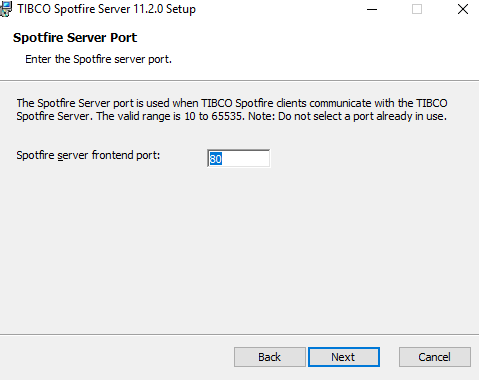 TIBCO Spotfire Server 11.2.0 Setup
Spotfire Server Port
Enter the Spotfire server port.
The Spotfire Server port is used when TIBCO Spotfire clients communicate with the TIBCO
Spotfire Server. The valid range is 10 to 65535. Note: Do not select a port already in use.
Spotfire server frontend port:
80
Back
Next
Cancel